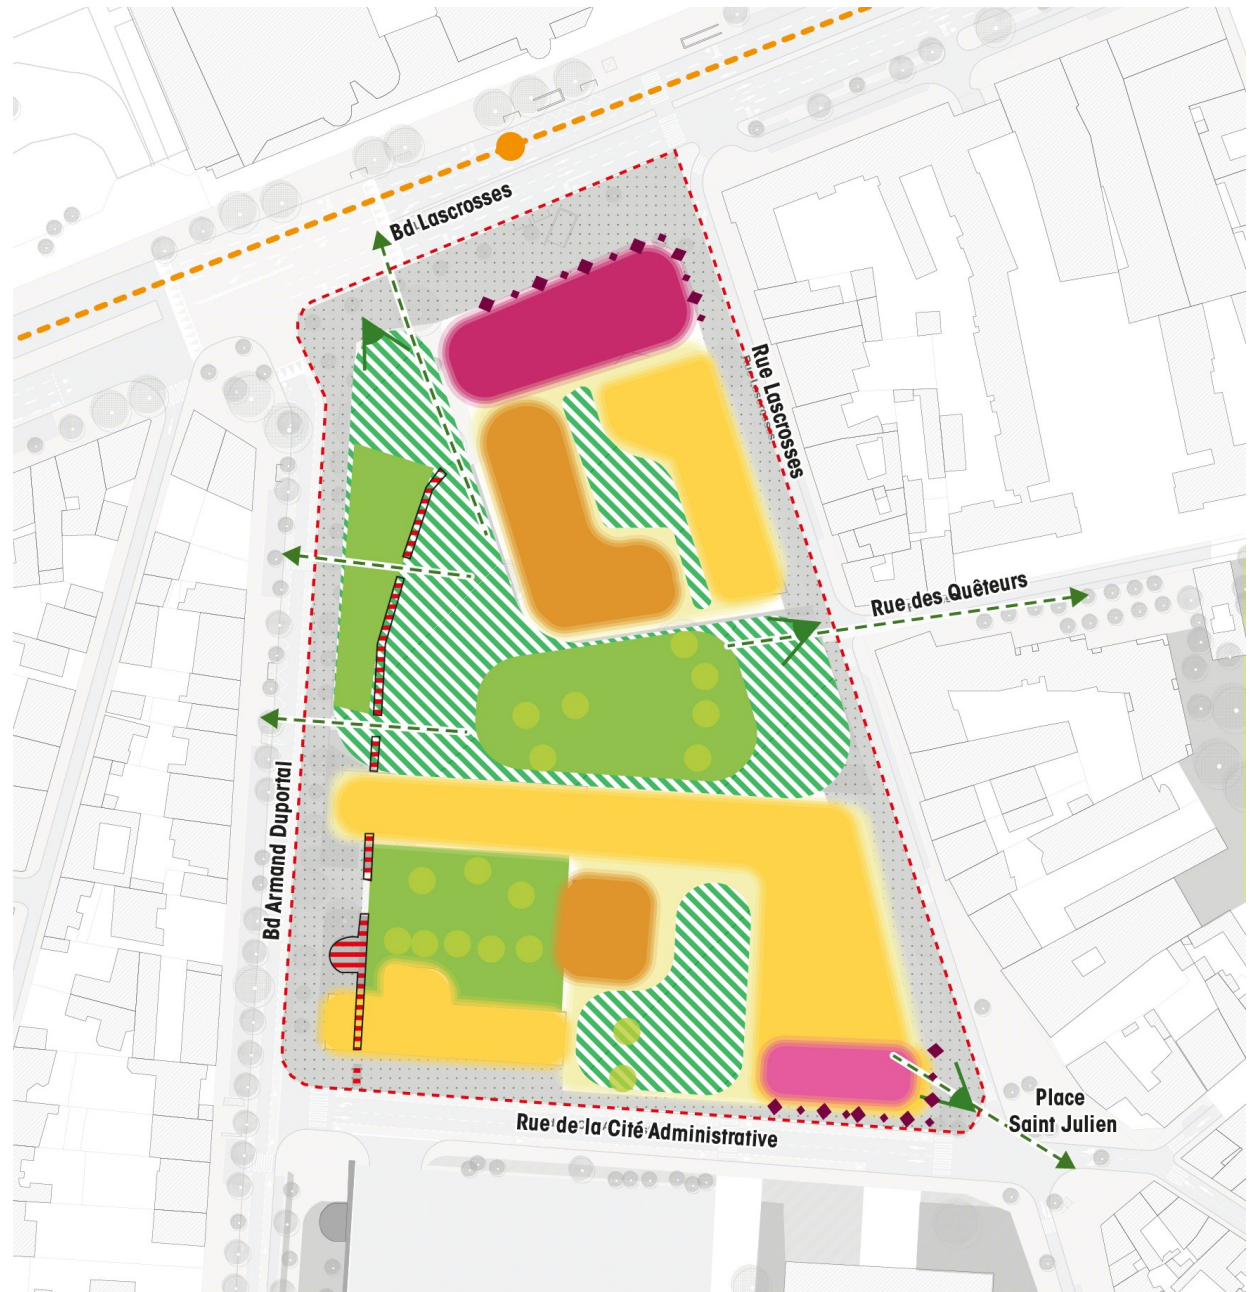 Bd Lascrosses
Rue Lascrosses
Rue des Quêteurs
Bd Armand Duportal
Place
Saint Julien
Rue de la Cité Administrative